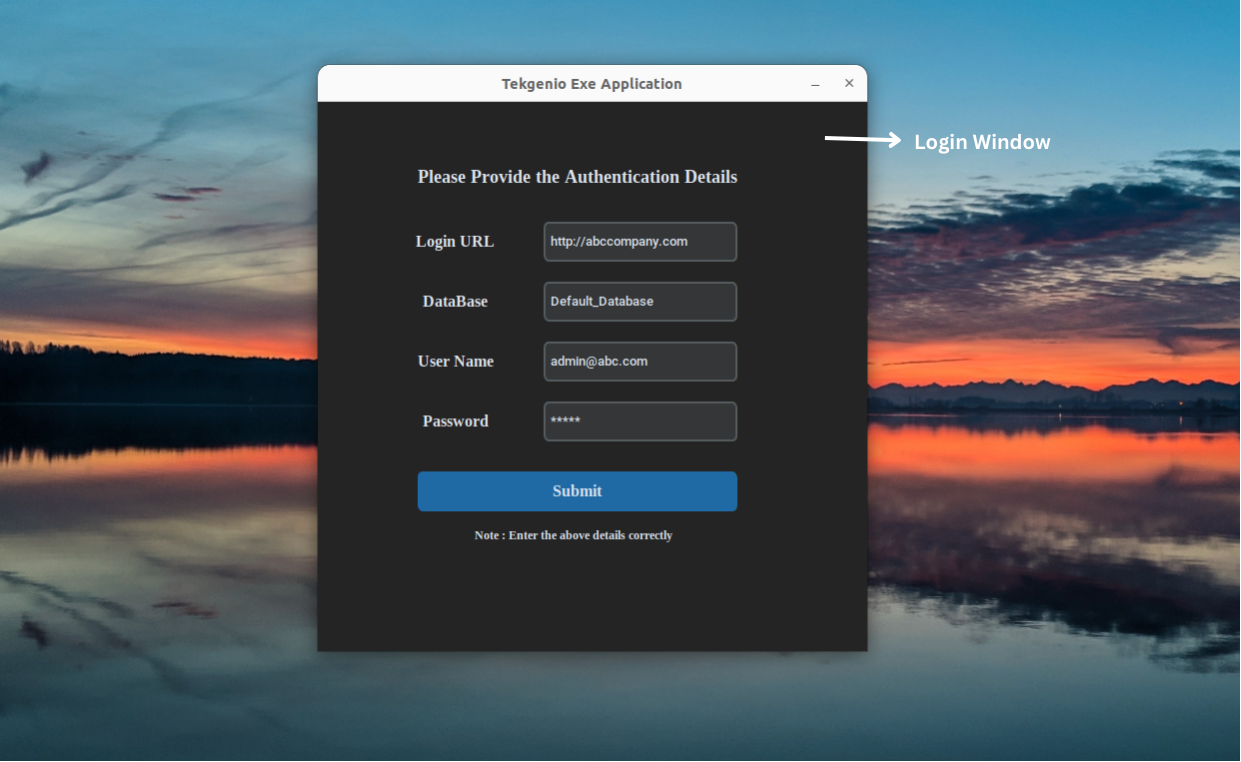 Tekgenio Exe Application
Login Window
Please Provide the Authentication Details
Login URL http://abccompany.com
DataBase Default_Database
User Name admin@abc.com
Password *****
Submit
Note : Enter the above details correctly